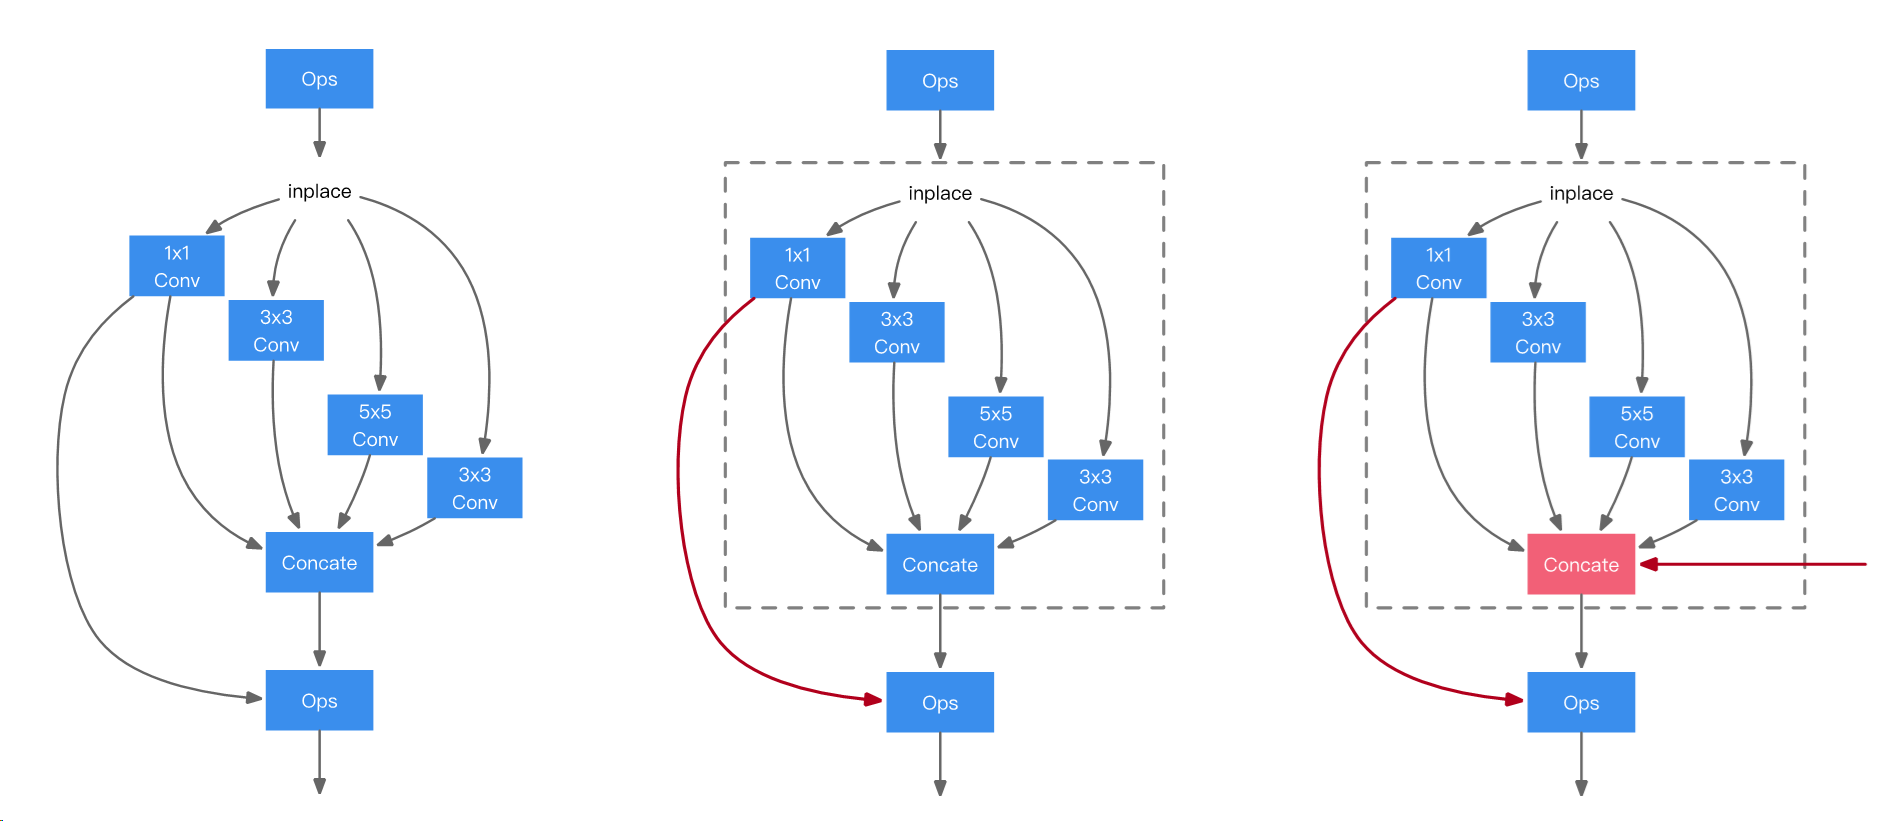 Ops
inplace
1x1
Conv
3x3
Conv
5x5
Conv
3x3
Conv
Concate
Ops
Ops
inplace
1x1
Conv
3x3
Conv
5x5
Conv
3x3
Conv
Concate
Ops
Ops
inplace
1x1
Conv
3x3
Conv
5x5
Conv
3x3
Conv
Concate
Ops